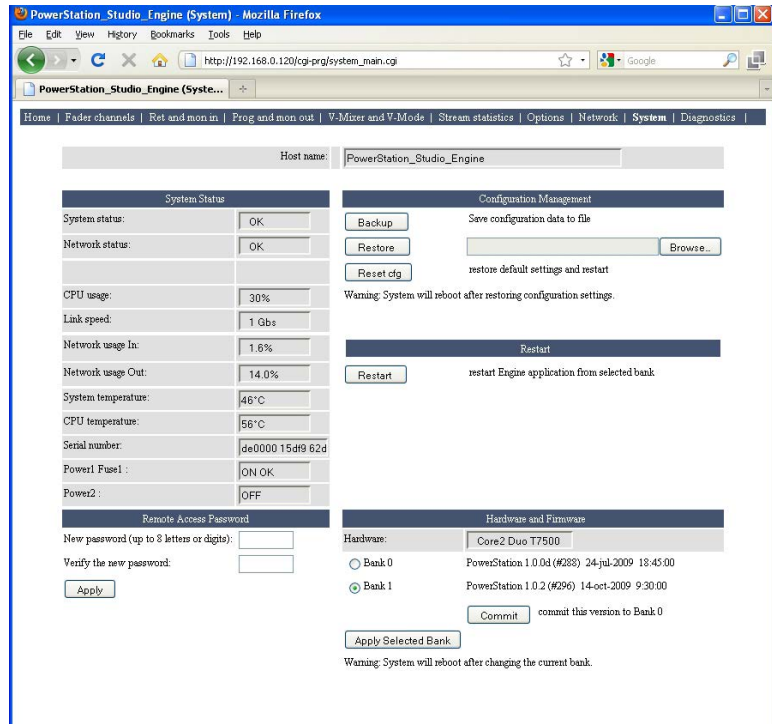 PowerStation_Studio_Engine (System) - Mozilla Firefox
File Edit View History Bookmarks Tools Help
http://192.168.0.120/cgi-prg/system_main.cgi
Google
PowerStation_Studio_Engine (Syste...
Home | Fader channels | Ret and mon in | Prog and mon out | V-Mixer and V-Mode | Stream statistics | Options | Network | System | Diagnostics |
Host name: PowerStation_Studio_Engine
System Status
System status: OK
Network status: OK
CPU usage: 30%
Link speed: 1 Gbs
Network usage In: 1.6%
Network usage Out: 14.0%
System temperature: 46°C
CPU temperature: 56°C
Serial number: de0000 15df9 62d
Power1 Fuse1 : ON OK
Power2 : OFF
Configuration Management
Backup Save configuration data to file
Restore Browse...
Reset cfg restore default settings and restart
Warning: System will reboot after restoring configuration settings.
Restart
Restart restart Engine application from selected bank
Remote Access Password
New password (up to 8 letters or digits):
Verify the new password:
Apply
Hardware and Firmware
Hardware: Core2 Duo T7500
Bank 0 PowerStation 1.0.0d (#288) 24-jul-2009 18:45:00
Bank 1 PowerStation 1.0.2 (#296) 14-oct-2009 9:30:00
Commit commit this version to Bank 0
Apply Selected Bank
Warning: System will reboot after changing the current bank.